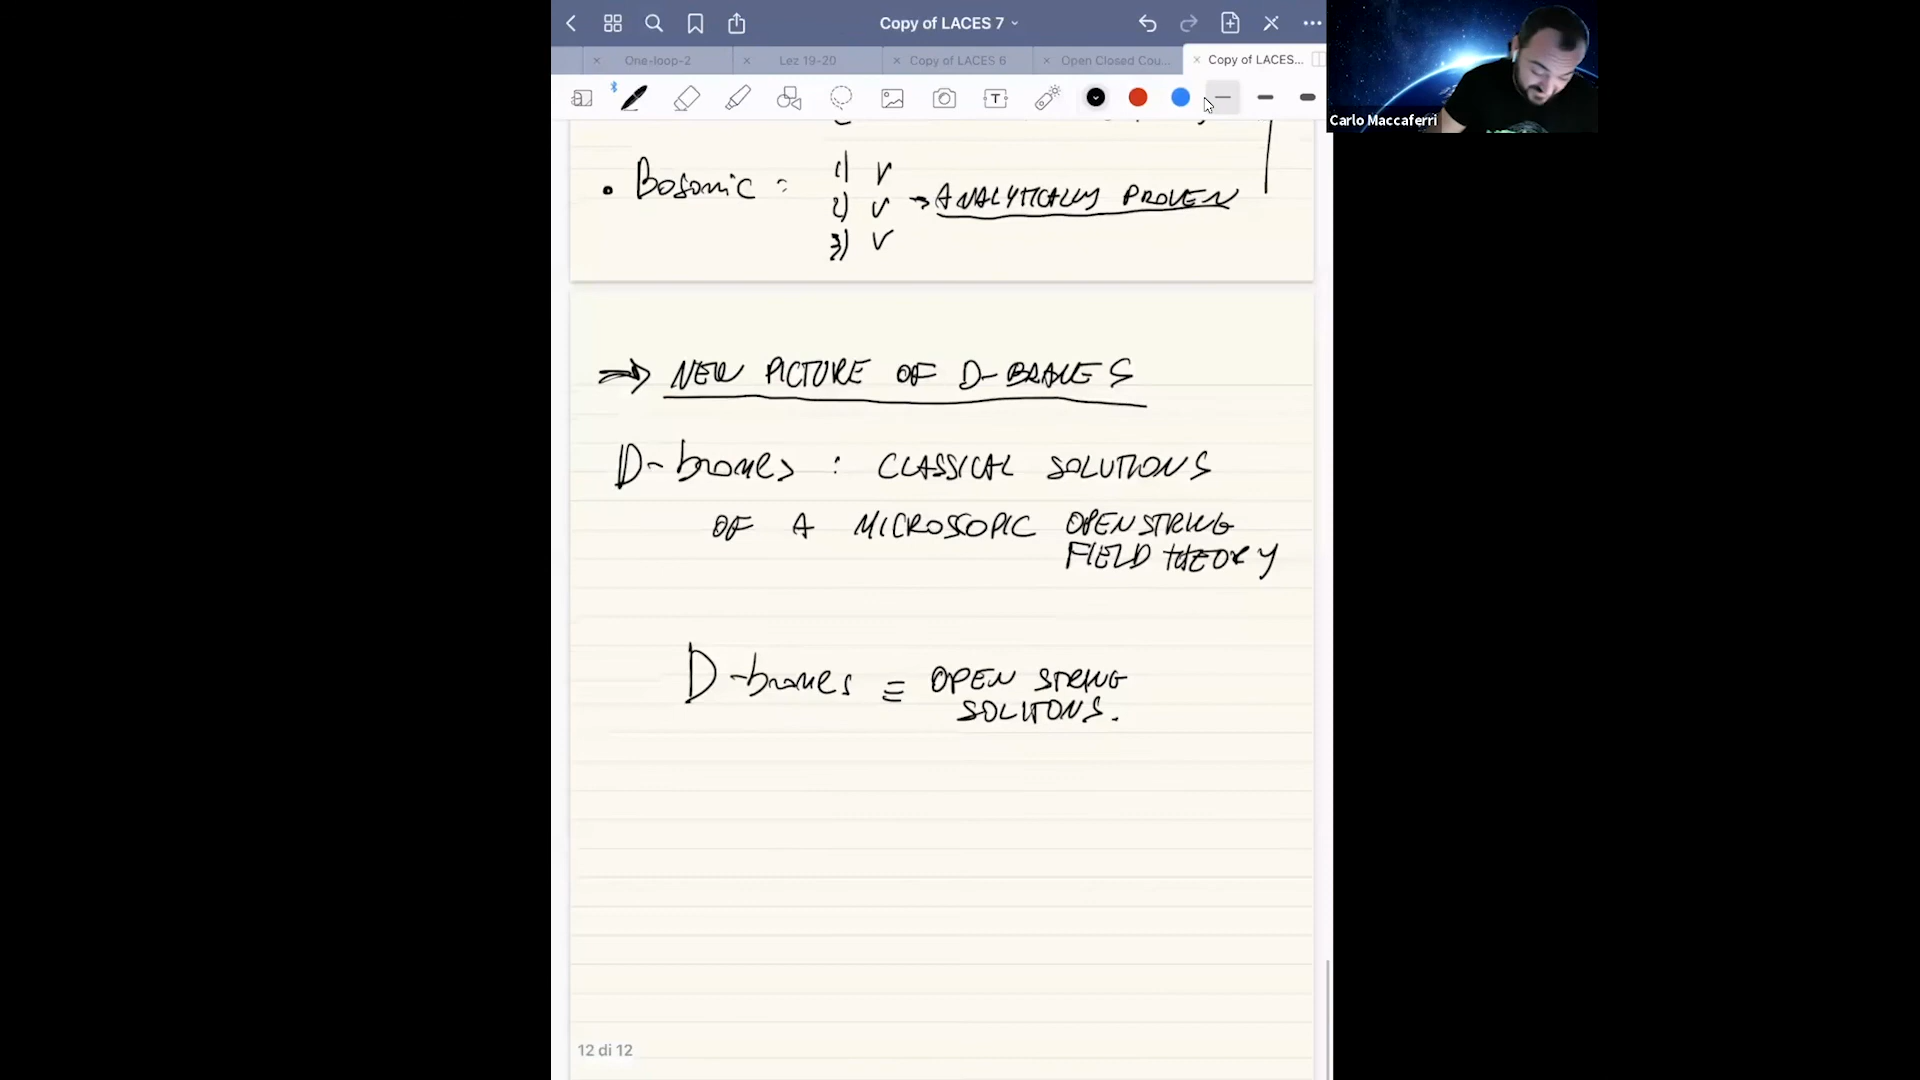 Copy of LACES 7
One-loop-2
Lez 19-20
Copy of LACES 6
Open Closed Cou...
Copy of LACES...
Carlo Maccaferri
• Bosonic : 1) V
2) V → ANALYTICALLY PROVEN
3) V
⇒ NEW PICTURE OF D-BRANES
D-branes : CLASSICAL SOLUTIONS
OF A MICROSCOPIC OPEN STRING
FIELD THEORY
D-branes ≡ OPEN STRING
SOLITONS.
12 di 12